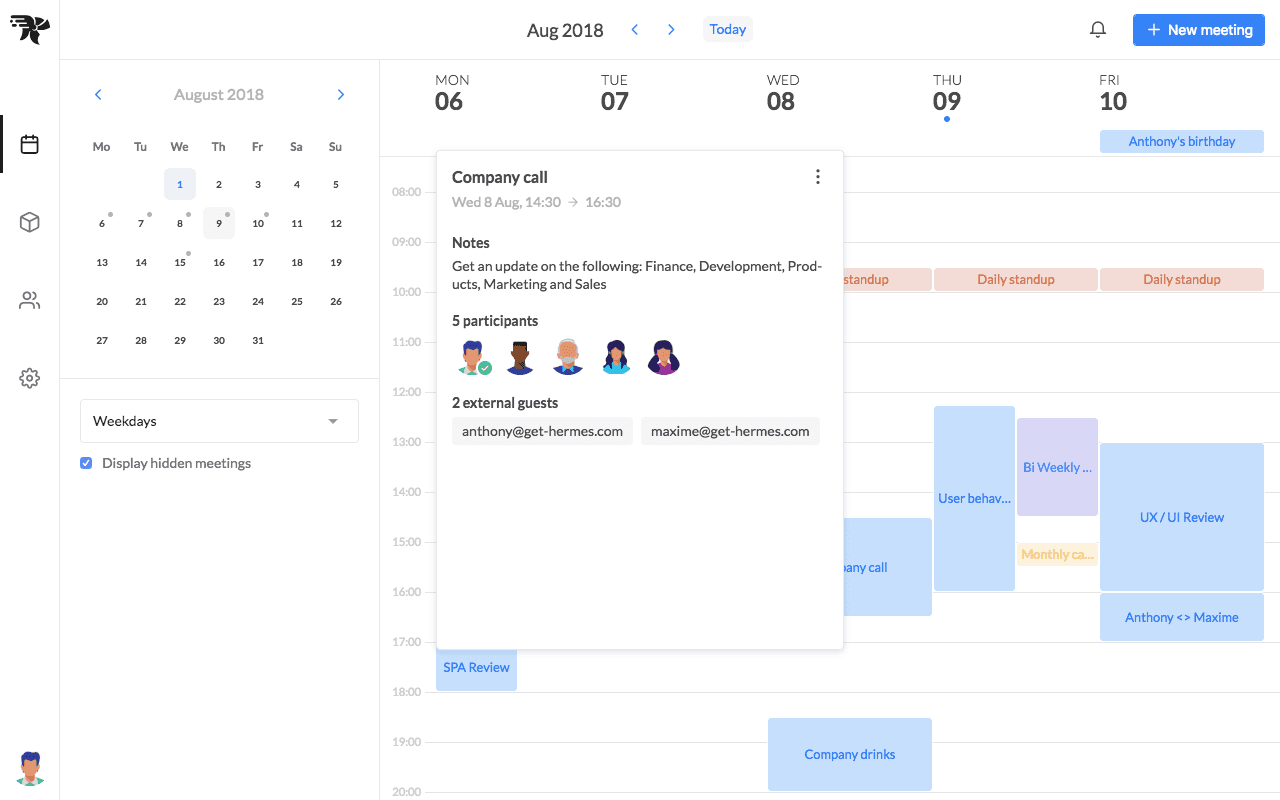 Aug 2018
Today
New meeting
August 2018
Mo Tu We Th Fr Sa Su
1 2 3 4 5
6 7 8 9 10 11 12
13 14 15 16 17 18 19
20 21 22 23 24 25 26
27 28 29 30 31
Weekdays
Display hidden meetings
MON TUE WED THU FRI
06 07 08 09 10
Anthony's birthday
08:00
09:00
10:00
11:00
12:00
13:00
14:00
15:00
16:00
17:00
18:00
19:00
20:00
Company call
Wed 8 Aug, 14:30 → 16:30
Notes
Get an update on the following: Finance, Development, Prod-
ucts, Marketing and Sales
5 participants
2 external guests
anthony@get-hermes.com maxime@get-hermes.com
standup
Daily standup
Daily standup
User behav...
Bi Weekly ...
UX / UI Review
Monthly ca...
any call
Anthony <> Maxime
SPA Review
Company drinks